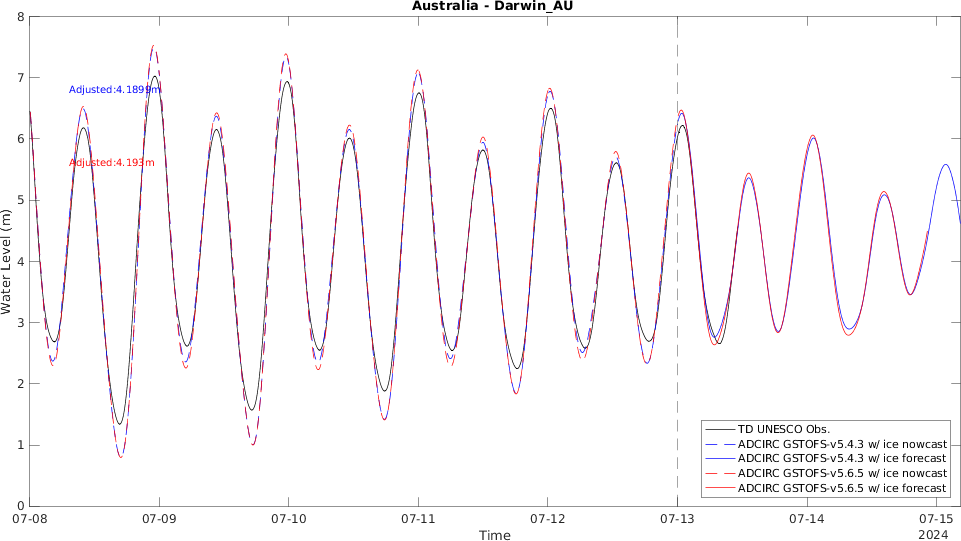 Australia - Darwin_AU
8
7
6
5
4
3
2
1
0
Water Level (m)
Adjusted:4.1899m
Adjusted:4.193m
TD UNESCO Obs.
ADCIRC GSTOFS-v5.4.3 w/ ice nowcast
ADCIRC GSTOFS-v5.4.3 w/ ice forecast
ADCIRC GSTOFS-v5.6.5 w/ ice nowcast
ADCIRC GSTOFS-v5.6.5 w/ ice forecast
07-08 07-09 07-10 07-11 07-12 07-13 07-14 07-15
Time
2024